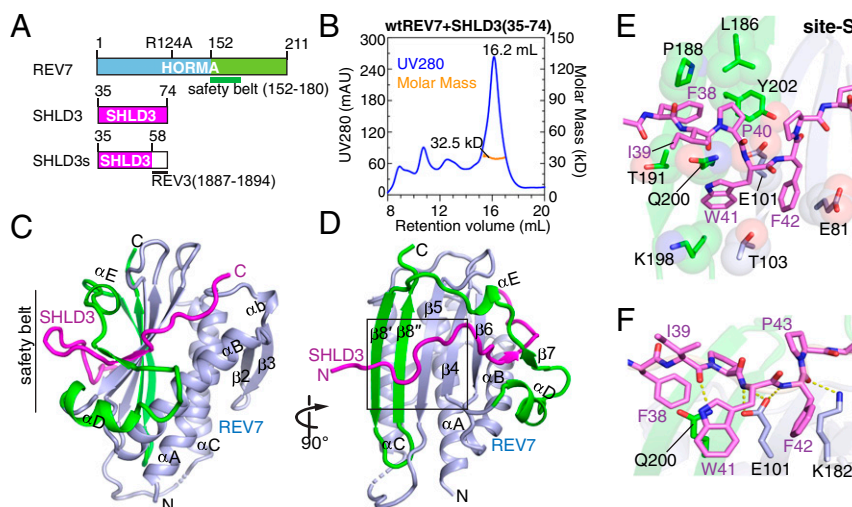 A
1 R124A 152 211
REV7 HORMA
safety belt (152-180)
35 74
SHLD3 SHLD3
35 58
SHLD3s SHLD3
REV3(1887-1894)
B
wtREV7+SHLD3(35-74)
16.2 mL
UV280
Molar Mass
32.5 kD
UV280 (mAU)
300
240
180
120
60
00
Molar Mass (kD)
150
120
90
60
30
0
8 12 16 20
Retention volume (mL)
C
C
αE
SHLD3
C
αb
αB
β3
β2
safety belt
αD
REV7
αA
αC
N
D
C
αE
β5
β8′
β8″
β6
SHLD3
N
β7
β4
αB
αD
αC
αA
REV7
N
90°
E
site-S
L186
P188
Y202
F38
P40
I39
T191
Q200
E101
W41
F42
E81
K198
T103
F
I39
P43
F38
Q200
W41
E101
F42
K182